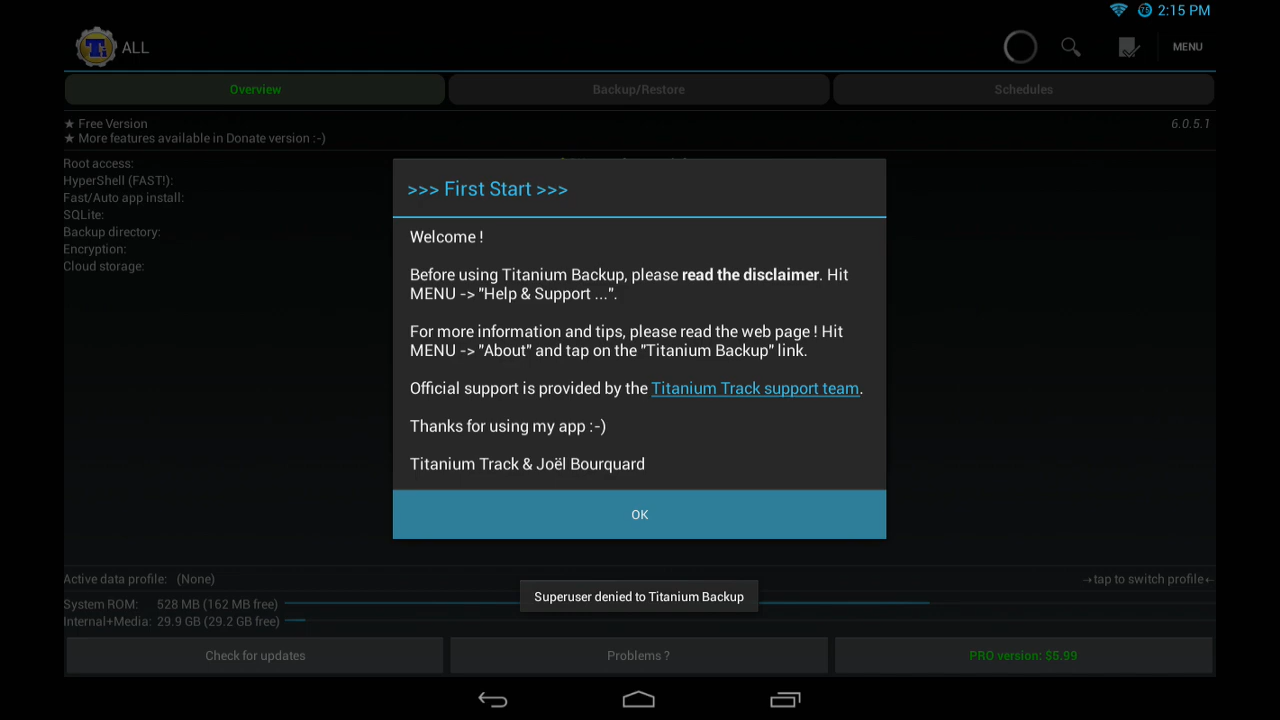 75 2:15 PM
ALL
MENU
Overview
Backup/Restore
Schedules
★ Free Version
6.0.5.1
★ More features available in Donate version :-)
Root access:
HyperShell (FAST!):
Fast/Auto app install:
SQLite:
Backup directory:
Encryption:
Cloud storage:
>>> First Start >>>
Welcome !
Before using Titanium Backup, please read the disclaimer. Hit
MENU -> "Help & Support ...".
For more information and tips, please read the web page ! Hit
MENU -> "About" and tap on the "Titanium Backup" link.
Official support is provided by the Titanium Track support team.
Thanks for using my app :-)
Titanium Track & Joël Bourquard
OK
Active data profile: (None)
→tap to switch profile←
Superuser denied to Titanium Backup
System ROM: 528 MB (162 MB free)
Internal+Media: 29.9 GB (29.2 GB free)
Check for updates
Problems ?
PRO version: $5.99